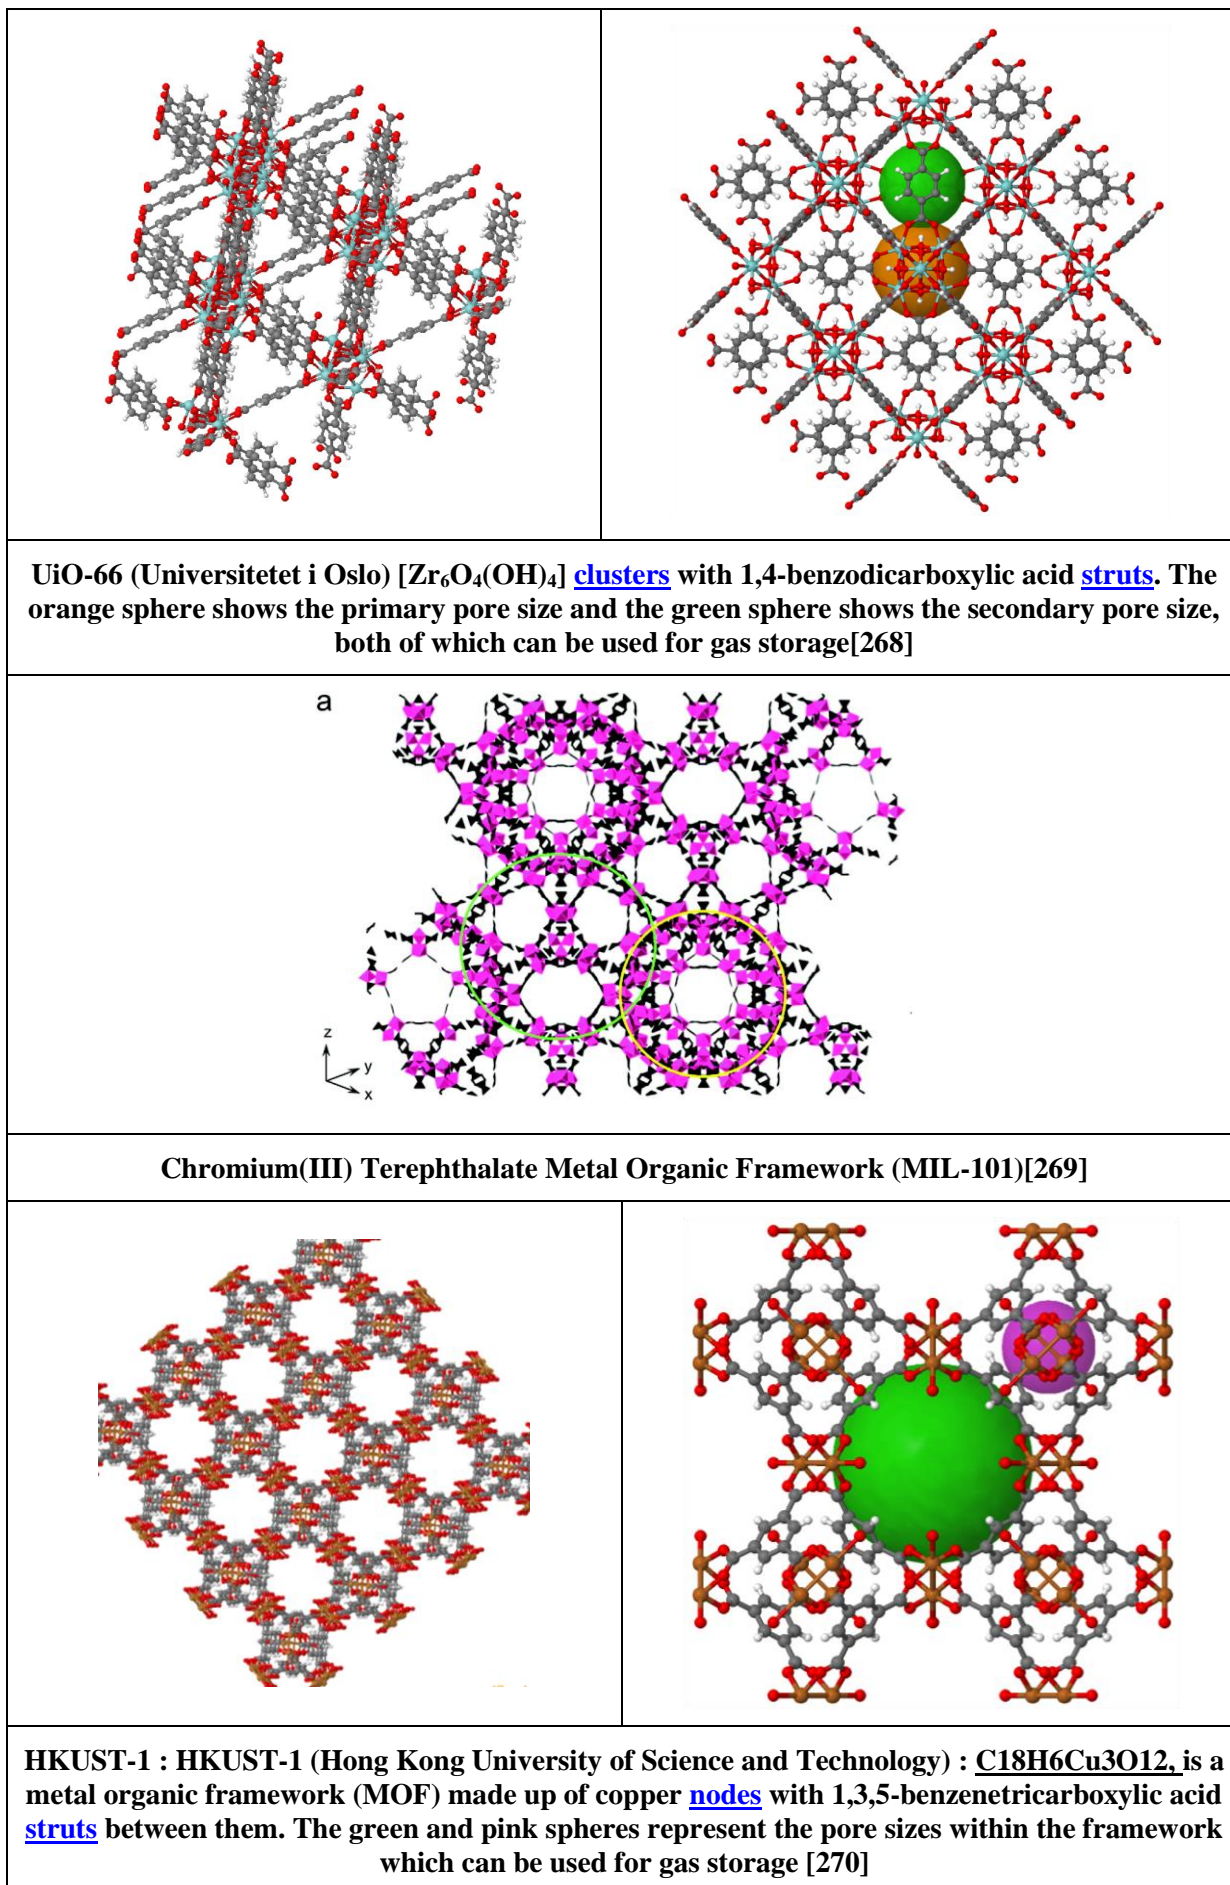 UiO-66 (Universitetet i Oslo) [Zr₆O₄(OH)₄] clusters with 1,4-benzodicarboxylic acid struts. The
orange sphere shows the primary pore size and the green sphere shows the secondary pore size,
both of which can be used for gas storage[268]
a
z
y
x
Chromium(III) Terephthalate Metal Organic Framework (MIL-101)[269]
HKUST-1 : HKUST-1 (Hong Kong University of Science and Technology) : C18H6Cu3O12, is a
metal organic framework (MOF) made up of copper nodes with 1,3,5-benzenetricarboxylic acid
struts between them. The green and pink spheres represent the pore sizes within the framework
which can be used for gas storage [270]